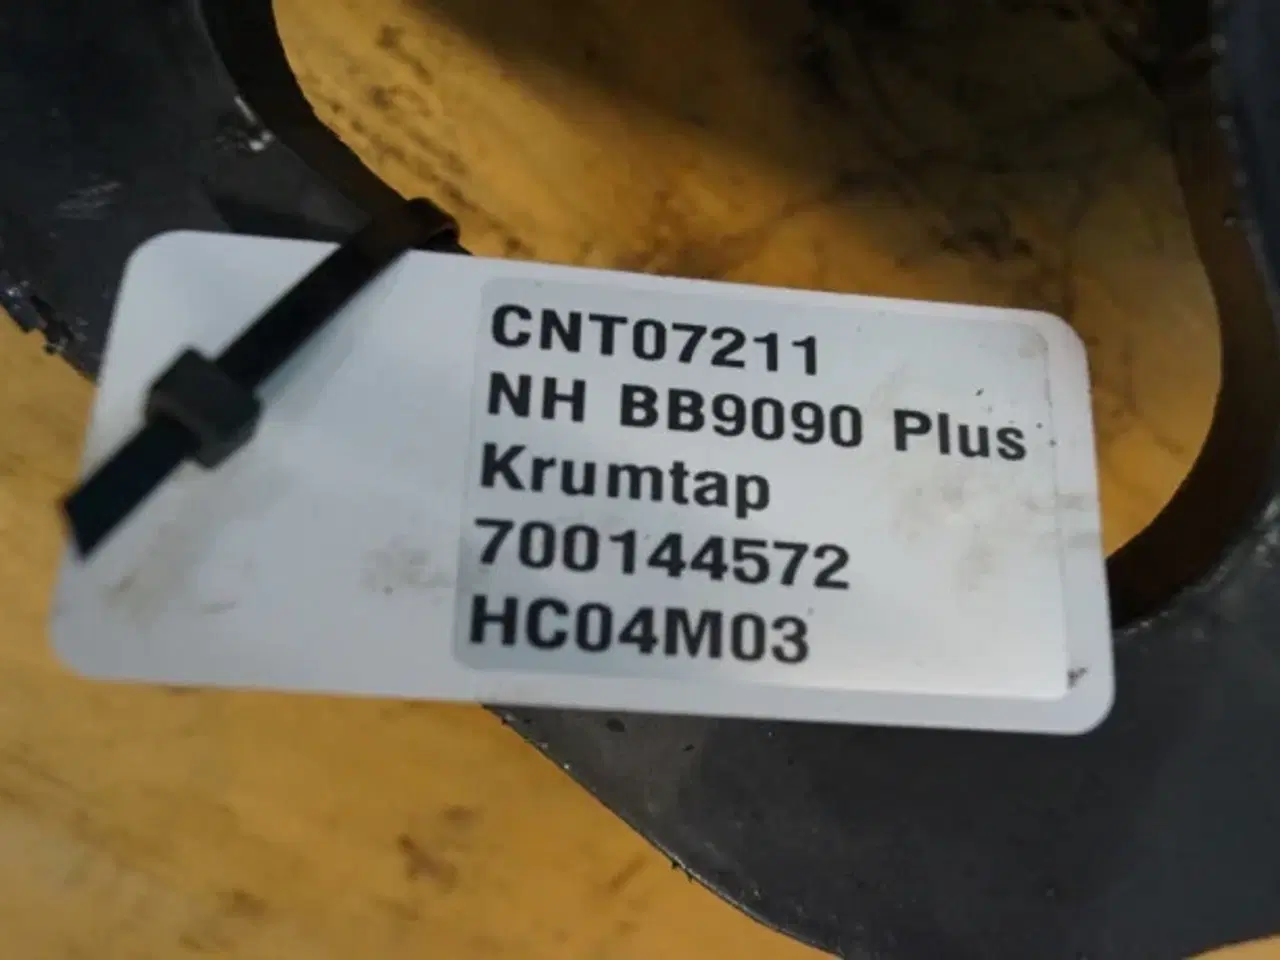 CNT07211
NH BB9090 Plus
Krumtap
700144572
HC04M03